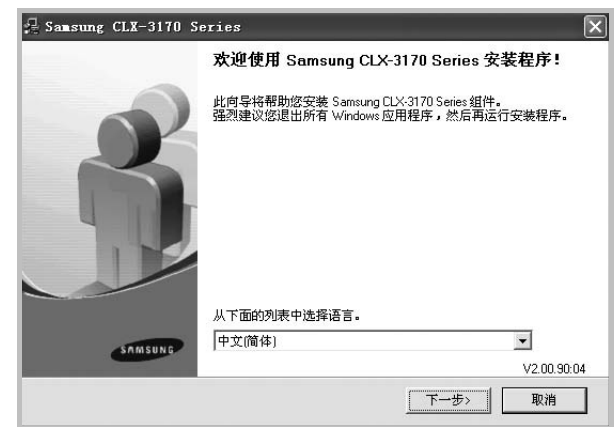 Samsung CLX-3170 Series
欢迎使用 Samsung CLX-3170 Series 安装程序!
此向导将帮助您安装 Samsung CLX-3170 Series 组件。
强烈建议您退出所有 Windows 应用程序，然后再运行安装程序。
从下面的列表中选择语言。
中文(简体)
SAMSUNG
V2.00.90:04
下一步>
取消